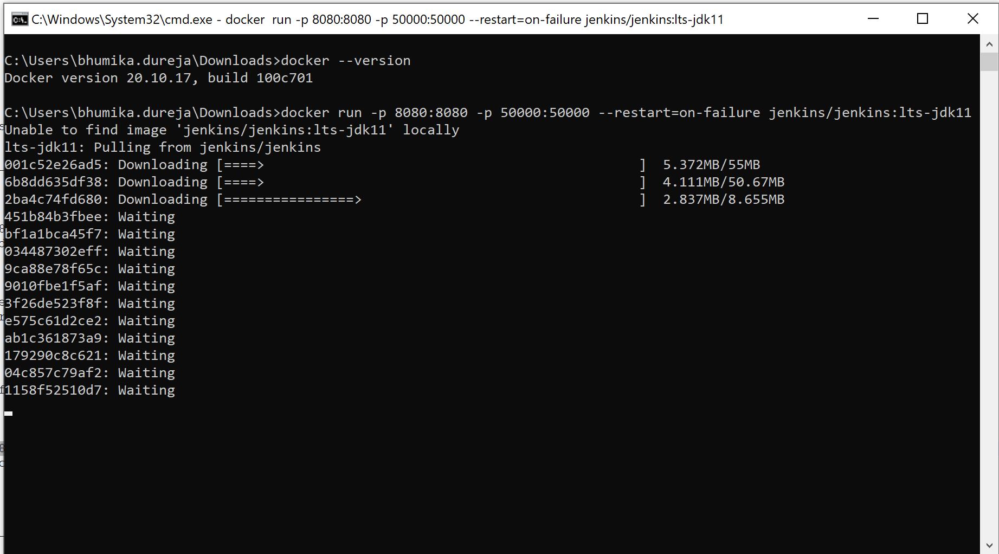 C:\Windows\System32\cmd.exe - docker  run -p 8080:8080 -p 50000:50000 --restart=on-failure jenkins/jenkins:lts-jdk11
C:\Users\bhumika.dureja\Downloads>docker --version
Docker version 20.10.17, build 100c701
C:\Users\bhumika.dureja\Downloads>docker run -p 8080:8080 -p 50000:50000 --restart=on-failure jenkins/jenkins:lts-jdk11
Unable to find image 'jenkins/jenkins:lts-jdk11' locally
lts-jdk11: Pulling from jenkins/jenkins
001c52e26ad5: Downloading [====>                                              ]  5.372MB/55MB
6b8dd635df38: Downloading [====>                                              ]  4.111MB/50.67MB
2ba4c74fd680: Downloading [================>                                  ]  2.837MB/8.655MB
451b84b3fbee: Waiting
bf1a1bca45f7: Waiting
034487302eff: Waiting
9ca88e78f65c: Waiting
9010fbe1f5af: Waiting
3f26de523f8f: Waiting
e575c61d2ce2: Waiting
ab1c361873a9: Waiting
179290c8c621: Waiting
04c857c79af2: Waiting
f1158f52510d7: Waiting